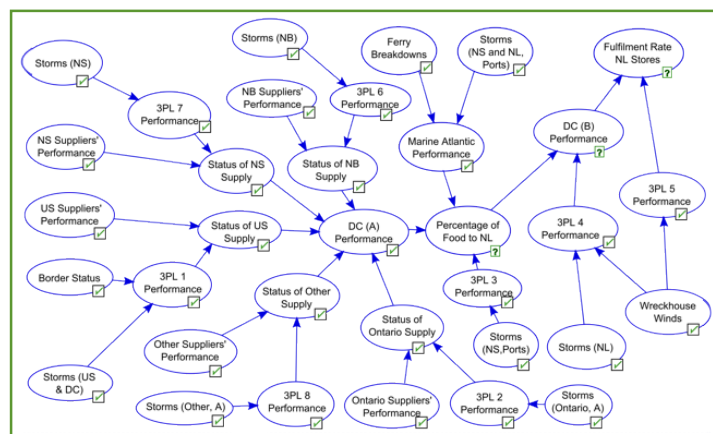 Storms (NS)
Storms (NB)
Ferry
Breakdowns
Storms
(NS and NL,
Ports)
Fulfilment Rate
NL Stores
?
3PL 7
Performance
NB Suppliers'
Performance
3PL 6
Performance
DC (B)
Performance
?
NS Suppliers'
Performance
Status of NS
Supply
Status of NB
Supply
Marine Atlantic
Performance
3PL 5
Performance
US Suppliers'
Performance
Status of US
Supply
DC (A)
Performance
Percentage of
Food to NL
?
3PL 4
Performance
Border Status
3PL 1
Performance
Status of Other
Supply
3PL 3
Performance
Wreckhouse
Winds
Other Suppliers'
Performance
Status of
Ontario Supply
Storms
(NS,Ports)
Storms (NL)
Storms (US
& DC)
Storms (Other, A)
3PL 8
Performance
Ontario Suppliers'
Performance
3PL 2
Performance
Storms
(Ontario, A)